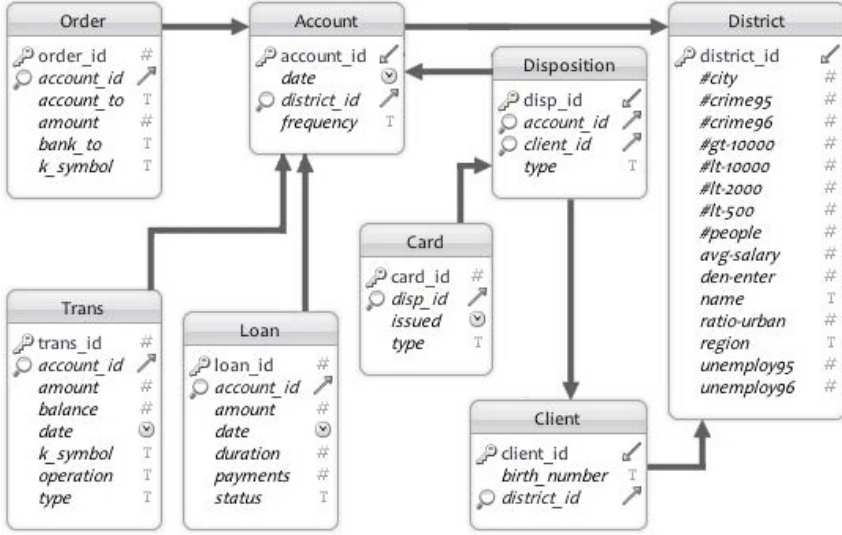 Order
order_id #
account_id
account_to T
amount #
bank_to T
k_symbol T
Account
account_id
date
district_id
frequency T
Disposition
disp_id
account_id
client_id
type T
District
district_id
#city #
#crime95 #
#crime96 #
#gt-10000 #
#lt-10000 #
#lt-2000 #
#lt-500 #
#people #
avg-salary #
den-enter #
name T
ratio-urban #
region T
unemploy95 #
unemploy96 #
Card
card_id #
disp_id
issued
type T
Trans
trans_id #
account_id
amount #
balance #
date
k_symbol T
operation T
type T
Loan
loan_id #
account_id
amount #
date
duration #
payments #
status T
Client
client_id
birth_number T
district_id